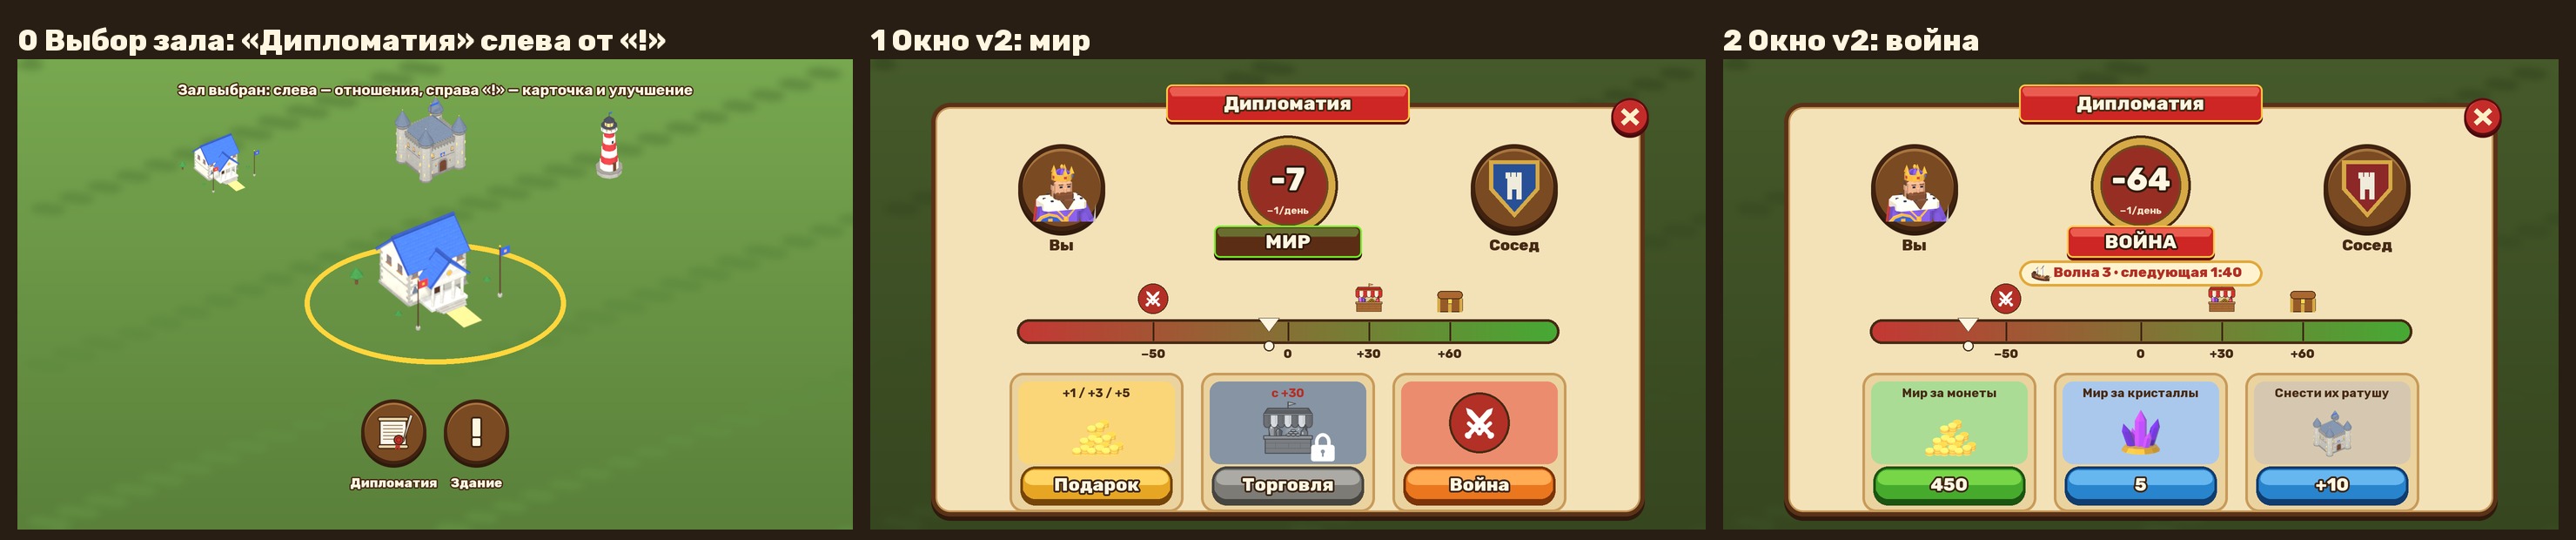 0 Выбор зала: «Дипломатия» слева от «!»
Зал выбран: слева — отношения, справа «!» — карточка и улучшение
!
Дипломатия Здание
1 Окно v2: мир
Дипломатия
-7
−1/день
МИР
Вы
Сосед
−50 0 +30 +60
+1 / +3 / +5
с +30
Подарок Торговля Война
2 Окно v2: война
Дипломатия
-64
−1/день
ВОЙНА
Вы
Сосед
Волна 3 · следующая 1:40
−50 0 +30 +60
Мир за монеты Мир за кристаллы Снести их ратушу
450 5 +10